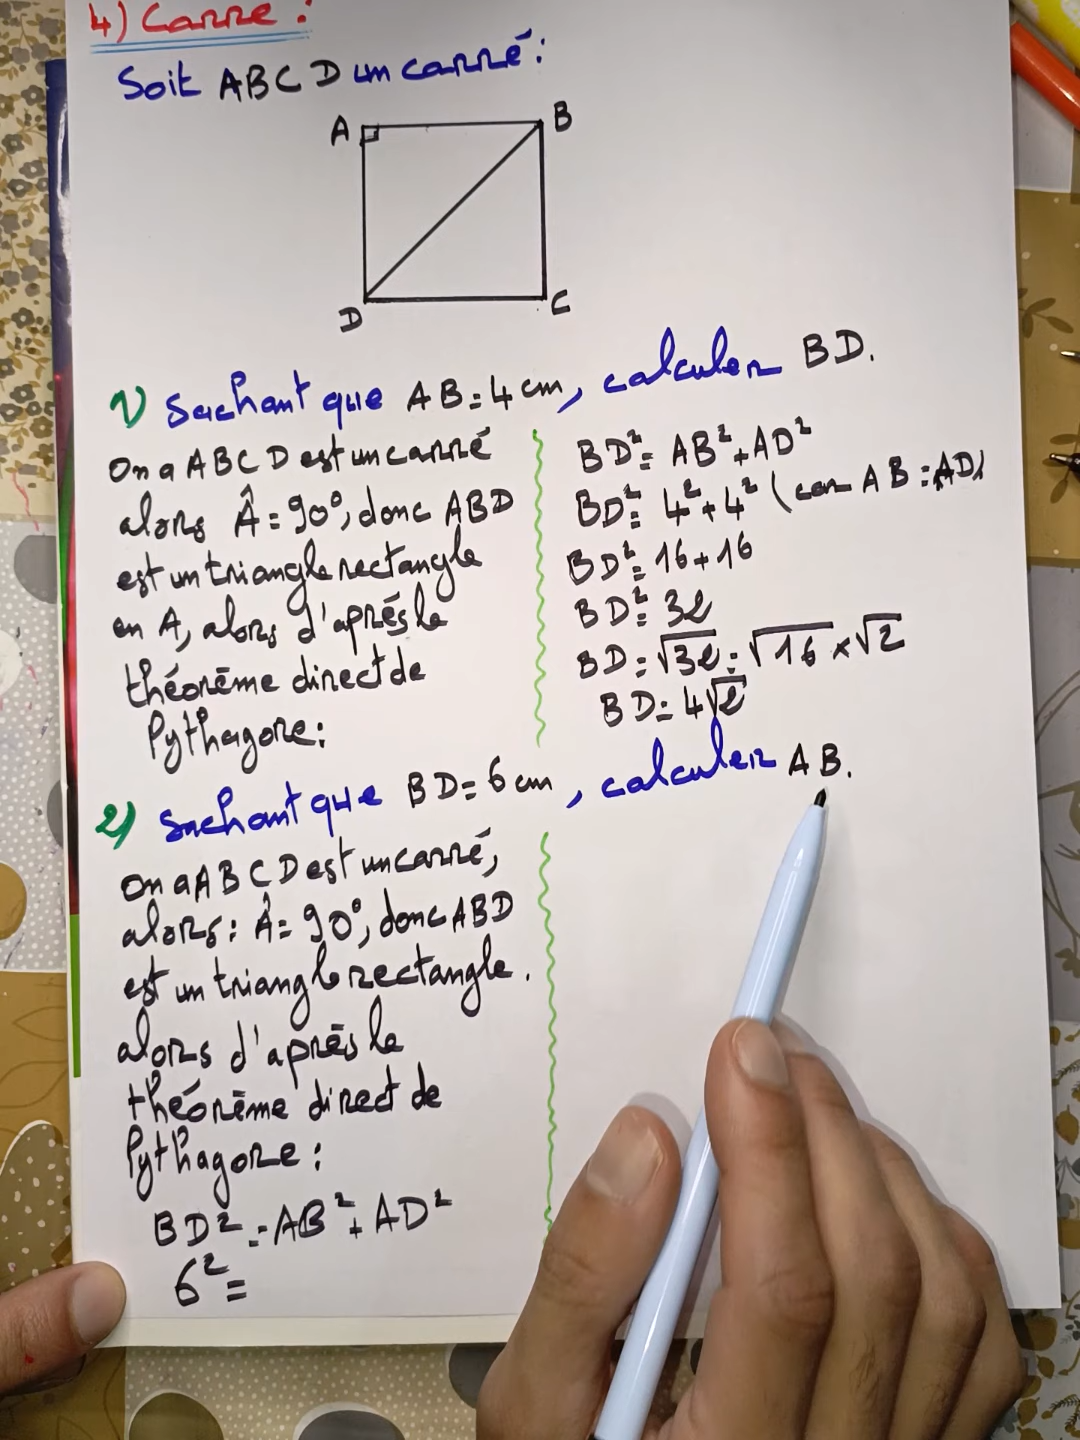 4) Carré :
Soit ABCD un carré :
A B
D C
1) Sachant que AB = 4 cm, calculer BD.
On a ABCD est un carré
alors Â = 90°, donc ABD
est un triangle rectangle
en A, alors d'après le
théorème direct de
Pythagore :
BD² = AB² + AD²
BD² = 4² + 4² (car AB = AD)
BD² = 16 + 16
BD² = 32
BD = √32 = √16 × √2
BD = 4√2
2) Sachant que BD = 6 cm, calculer AB.
On a ABCD est un carré,
alors : Â = 90°, donc ABD
est un triangle rectangle.
alors d'après le
théorème direct de
Pythagore :
BD² = AB² + AD²
6² =